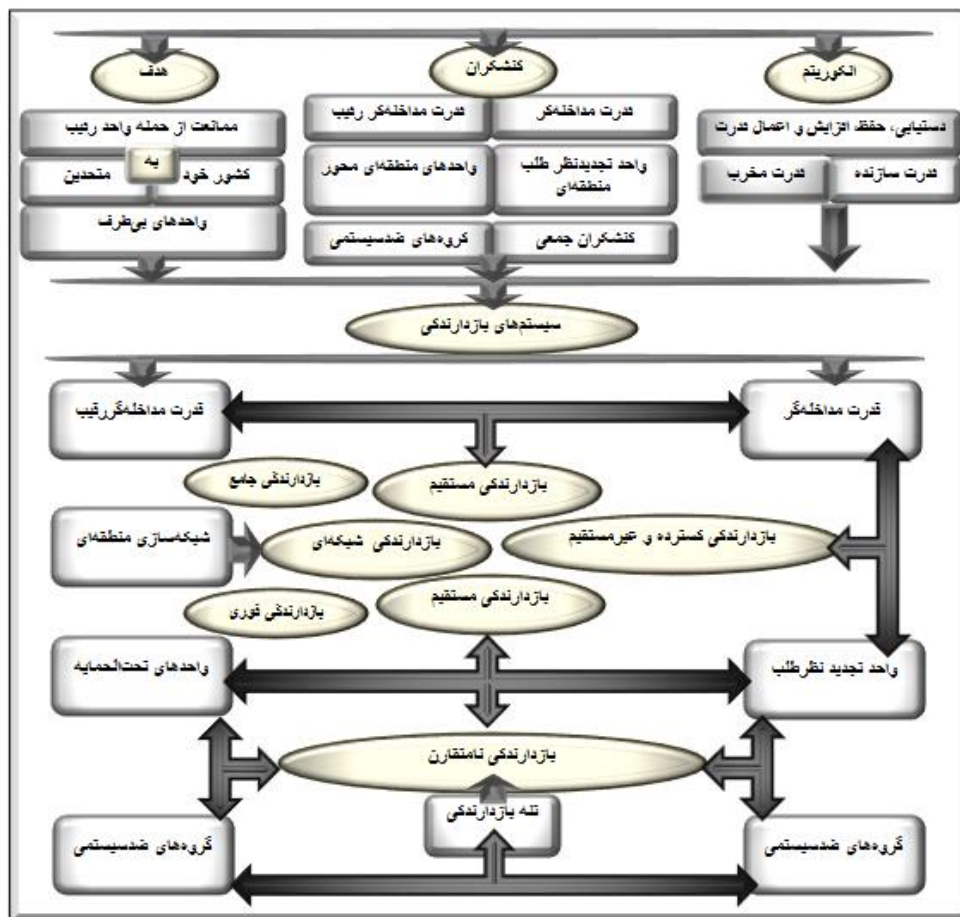 الگوریتم
کنشگران
هدف
دستیابی، حفظ، افزایش و اعمال قدرت
قدرت سازنده
قدرت مخرب
قدرت مداخله‌گر
قدرت مداخله‌گر رقیب
واحد تجدیدنظر طلب
منطقه‌ای
واحدهای منطقه‌ای محور
کنشگران جمعی
گروه‌های ضدسیستمی
ممانعت از حمله واحد رقیب
به
کشور خود
متحدین
واحدهای بی‌طرف
سیستم‌های بازدارندگی
قدرت مداخله‌گر
قدرت مداخله‌گررقیب
بازدارندگی جامع
بازدارندگی مستقیم
بازدارندگی گسترده و غیرمستقیم
بازدارندگی شبکه‌ای
شبکه‌سازی منطقه‌ای
بازدارندگی مستقیم
بازدارندگی فوری
واحد تجدید نظرطلب
واحدهای تحت‌الحمایه
بازدارندگی نامتقارن
تله بازدارندگی
گروه‌های ضدسیستمی
گروه‌های ضدسیستمی